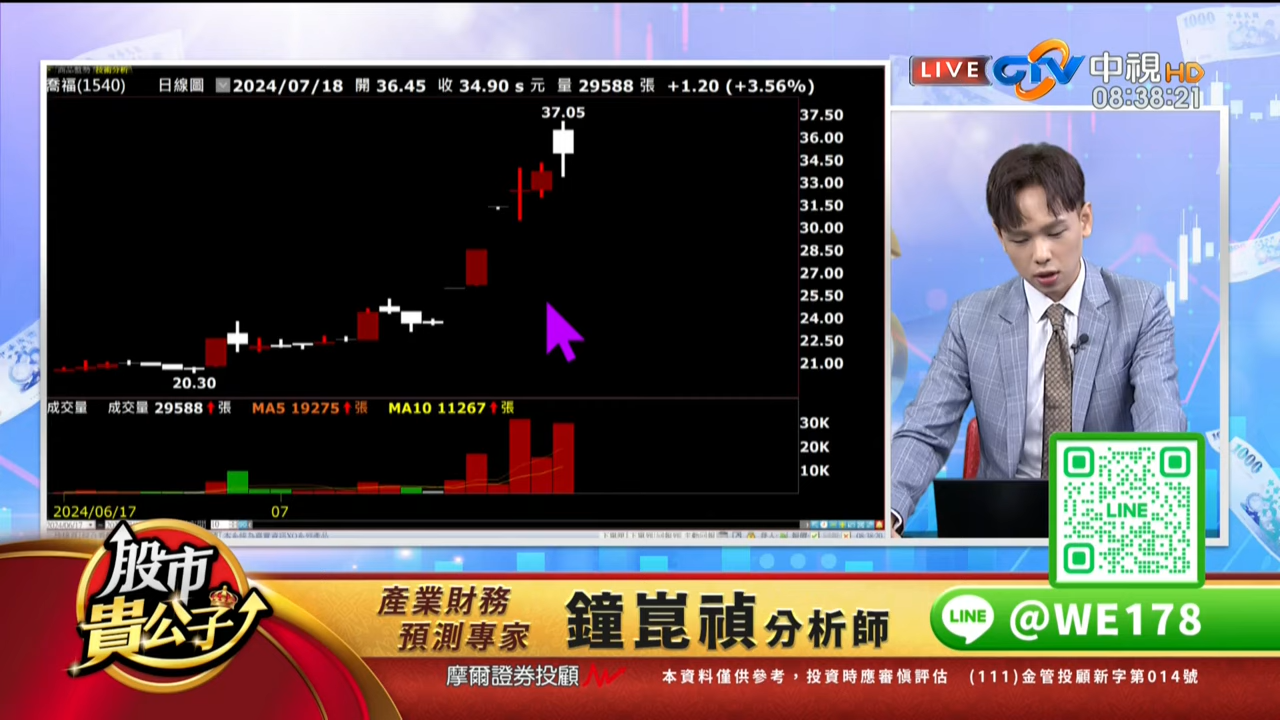 喬福(1540) 日線圖 2024/07/18 開 36.45 收 34.90 s 元 量 29588 張 +1.20 (+3.56%)
37.05
37.50
36.00
34.50
33.00
31.50
30.00
28.50
27.00
25.50
24.00
22.50
21.00
20.30
成交量 成交量 29588 張 MA5 19275 張 MA10 11267 張
30K
20K
10K
2024/06/17 07
LIVE CTV 中視 HD
08:38:21
1000
1000
LINE
股市
貴公子
產業財務
預測專家
鐘崑禎 分析師
LINE @WE178
摩爾證券投顧
本資料僅供參考，投資時應審慎評估 (111)金管投顧新字第014號